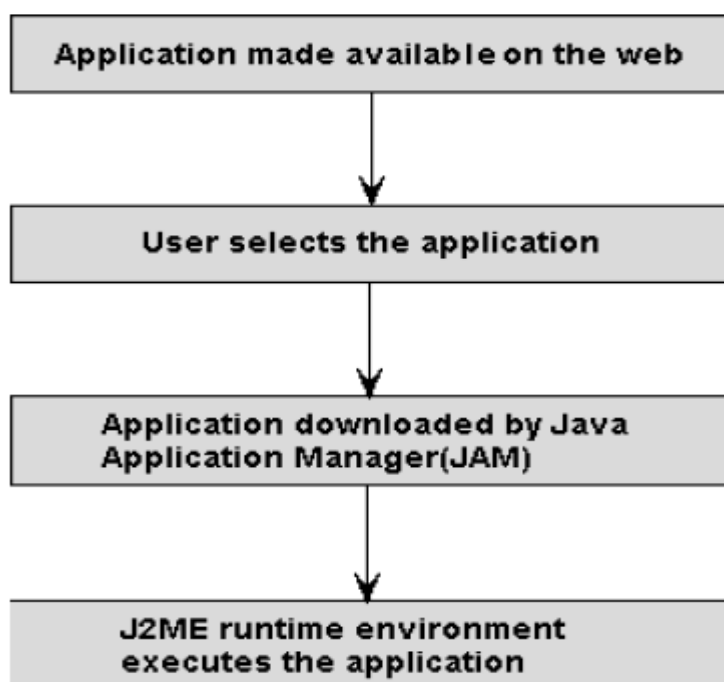 Application made available on the web
User selects the application
Application downloaded by Java
Application Manager(JAM)
J2ME runtime environment
executes the application